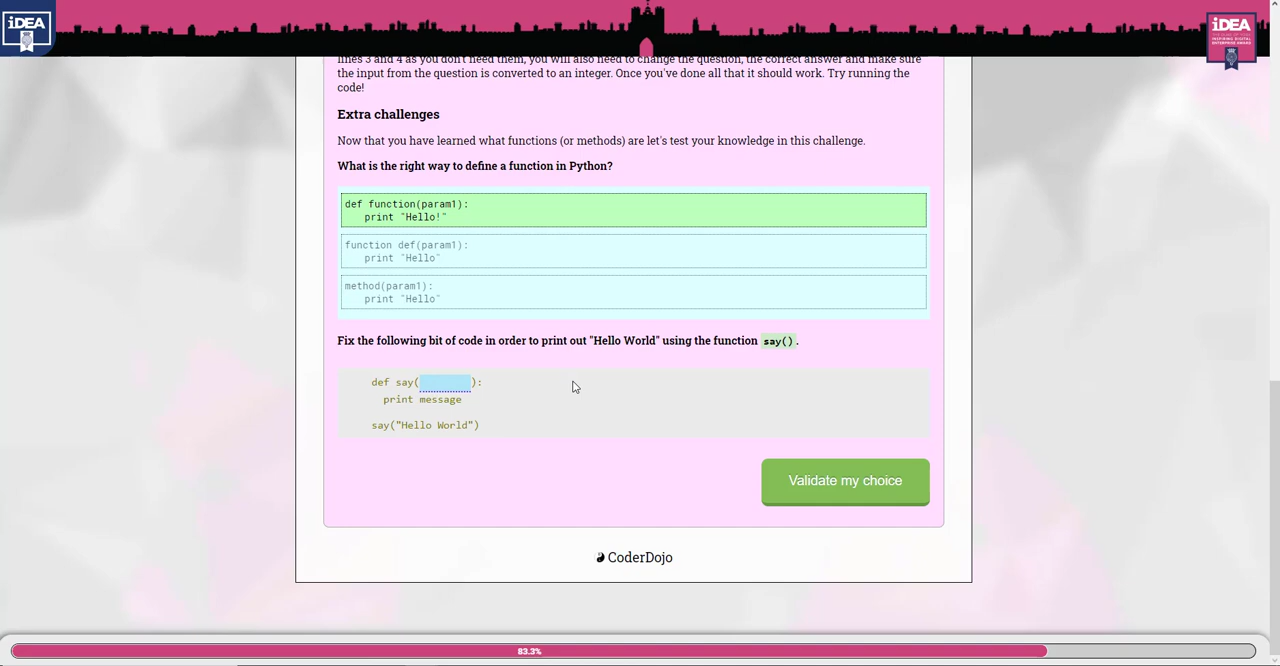 iDEA
iDEA
INSPIRING DIGITAL
ENTERPRISE AWARD
lines 3 and 4 as you don't need them, you will also need to change the question, the correct answer and make sure
the input from the question is converted to an integer. Once you've done all that it should work. Try running the
code!
Extra challenges
Now that you have learned what functions (or methods) are let's test your knowledge in this challenge.
What is the right way to define a function in Python?
def function(param1):
print "Hello!"
function def(param1):
print "Hello"
method(param1):
print "Hello"
Fix the following bit of code in order to print out "Hello World" using the function say().
def say( ):
print message
say("Hello World")
Validate my choice
CoderDojo
83.3%